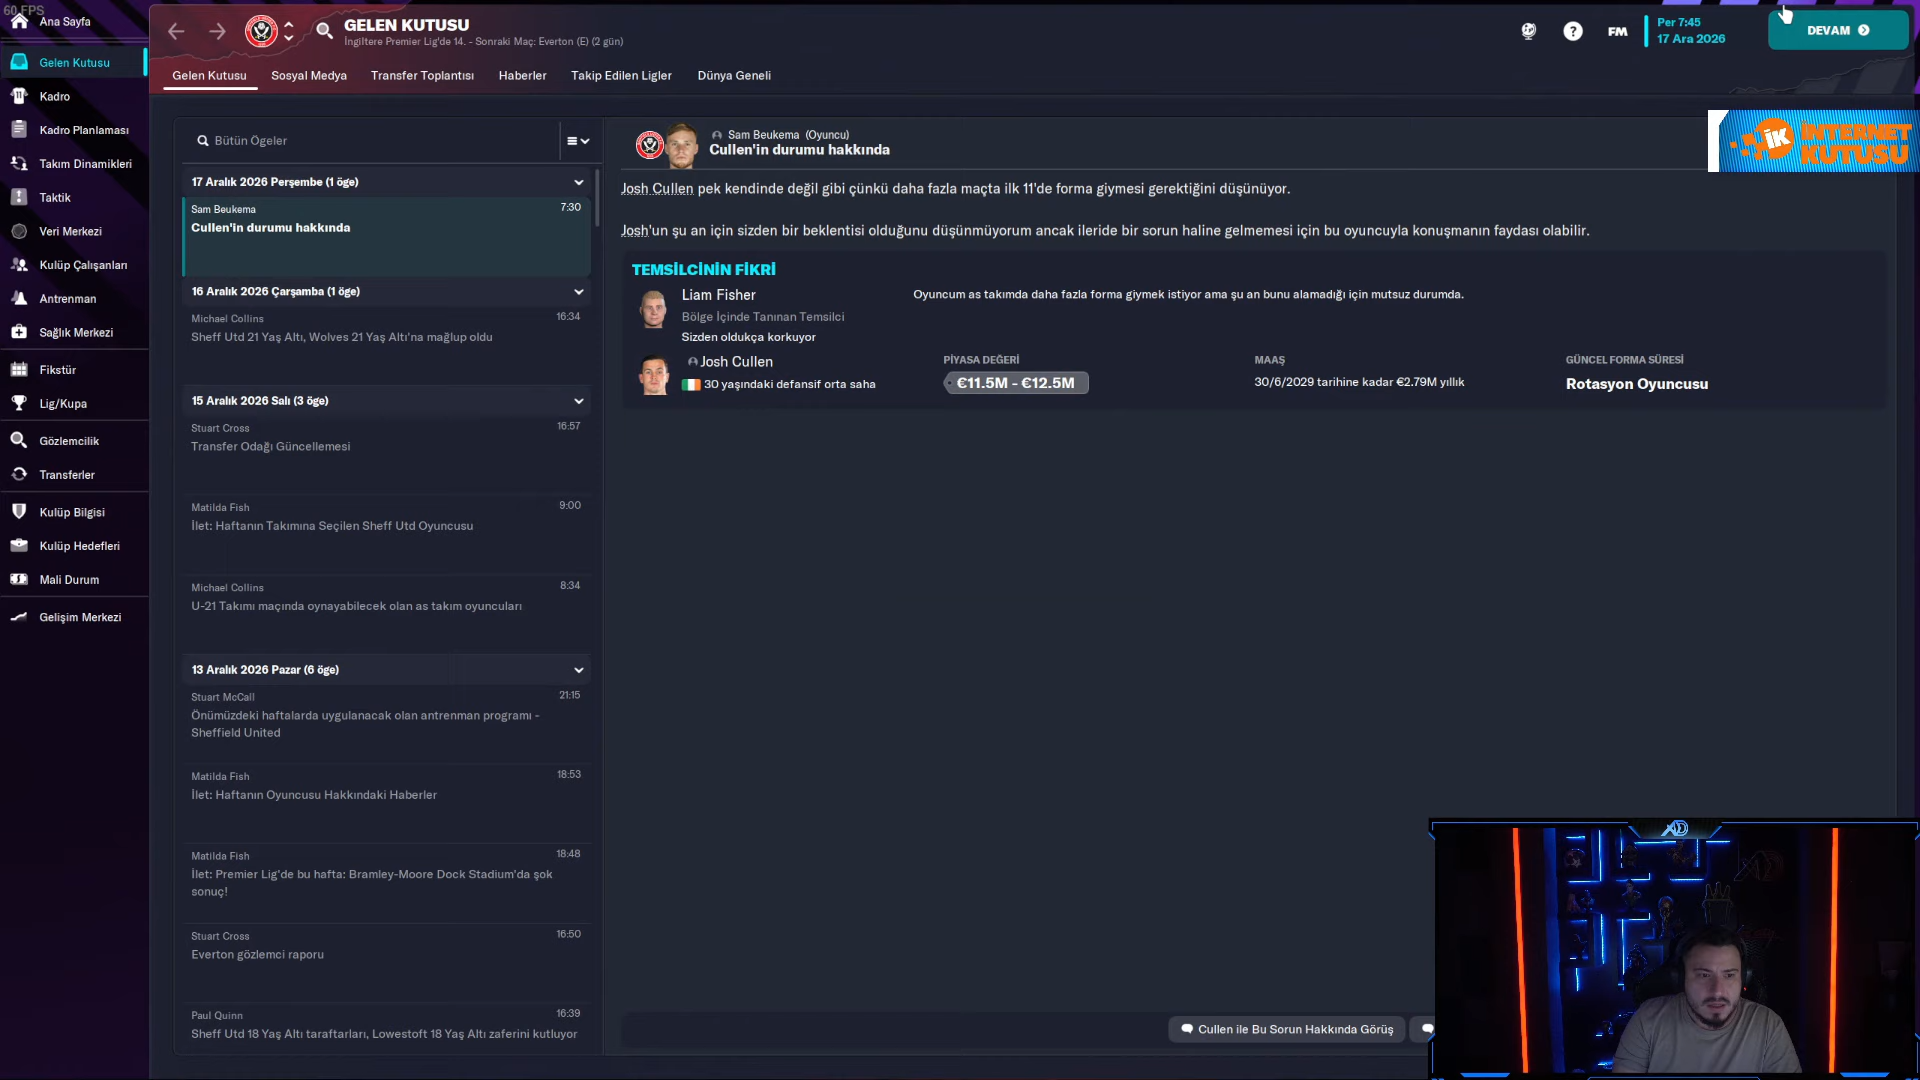 60 FPS
Ana Sayfa
Gelen Kutusu
Kadro
Kadro Planlaması
Takım Dinamikleri
Taktik
Veri Merkezi
Kulüp Çalışanları
Antrenman
Sağlık Merkezi
Fikstür
Lig/Kupa
Gözlemcilik
Transferler
Kulüp Bilgisi
Kulüp Hedefleri
Mali Durum
Gelişim Merkezi
GELEN KUTUSU
İngiltere Premier Lig'de 14. - Sonraki Maç: Everton (E) (2 gün)
FM
Per 7:45
17 Ara 2026
DEVAM
Gelen Kutusu
Sosyal Medya
Transfer Toplantısı
Haberler
Takip Edilen Ligler
Dünya Geneli
İK İNTERNET
KUTUSU
Bütün Ögeler
17 Aralık 2026 Perşembe (1 öge)
Sam Beukema 7:30
Cullen'in durumu hakkında
16 Aralık 2026 Çarşamba (1 öge)
Michael Collins 16:34
Sheff Utd 21 Yaş Altı, Wolves 21 Yaş Altı'na mağlup oldu
15 Aralık 2026 Salı (3 öge)
Stuart Cross 16:57
Transfer Odağı Güncellemesi
Matilda Fish 9:00
İlet: Haftanın Takımına Seçilen Sheff Utd Oyuncusu
Michael Collins 8:34
U-21 Takımı maçında oynayabilecek olan as takım oyuncuları
13 Aralık 2026 Pazar (6 öge)
Stuart McCall 21:15
Önümüzdeki haftalarda uygulanacak olan antrenman programı -
Sheffield United
Matilda Fish 18:53
İlet: Haftanın Oyuncusu Hakkındaki Haberler
Matilda Fish 18:48
İlet: Premier Lig'de bu hafta: Bramley-Moore Dock Stadium'da şok
sonuç!
Stuart Cross 16:50
Everton gözlemci raporu
Paul Quinn 16:39
Sheff Utd 18 Yaş Altı taraftarları, Lowestoft 18 Yaş Altı zaferini kutluyor
Sam Beukema (Oyuncu)
Cullen'in durumu hakkında
Josh Cullen pek kendinde değil gibi çünkü daha fazla maçta ilk 11'de forma giymesi gerektiğini düşünüyor.
Josh'un şu an için sizden bir beklentisi olduğunu düşünmüyorum ancak ileride bir sorun haline gelmemesi için bu oyuncuyla konuşmanın faydası olabilir.
TEMSİLCİNİN FİKRİ
Liam Fisher
Bölge İçinde Tanınan Temsilci
Sizden oldukça korkuyor
Oyuncum as takımda daha fazla forma giymek istiyor ama şu an bunu alamadığı için mutsuz durumda.
Josh Cullen
30 yaşındaki defansif orta saha
PİYASA DEĞERİ
€11.5M - €12.5M
MAAŞ
30/6/2029 tarihine kadar €2.79M yıllık
GÜNCEL FORMA SÜRESİ
Rotasyon Oyuncusu
Cullen ile Bu Sorun Hakkında Görüş